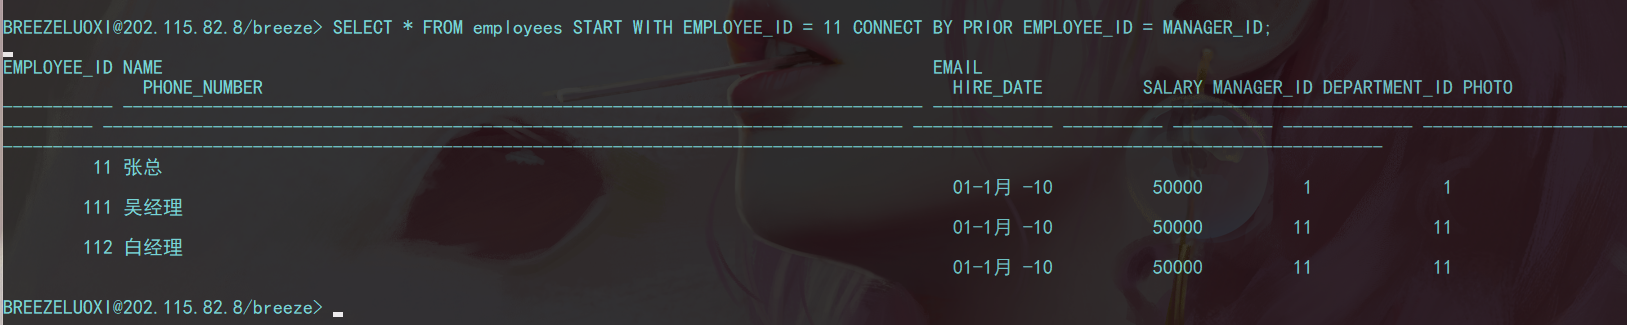 BREEZELUOXI@202.115.82.8/breeze> SELECT * FROM employees START WITH EMPLOYEE_ID = 11 CONNECT BY PRIOR EMPLOYEE_ID = MANAGER_ID;
EMPLOYEE_ID NAME EMAIL
PHONE_NUMBER HIRE_DATE SALARY MANAGER_ID DEPARTMENT_ID PHOTO
11 张总
01-1月 -10 50000 1 1
111 吴经理
01-1月 -10 50000 11 11
112 白经理
01-1月 -10 50000 11 11
BREEZELUOXI@202.115.82.8/breeze>